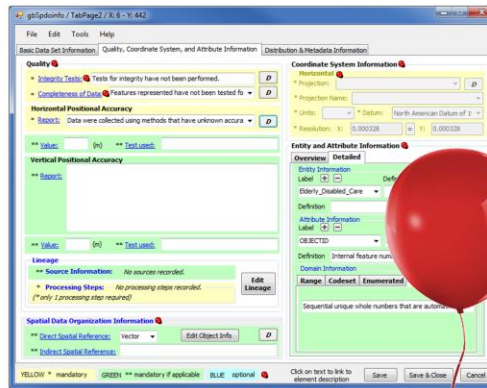 gbSpdoinfo / TabPage2 / X: 6 - Y: 442
File Edit Tools Help
Basic Data Set Information Quality, Coordinate System, and Attribute Information Distribution & Metadata Information
Quality
* Integrity Tests: Tests for integrity have not been performed. D
* Completeness of Data: Features represented have not been tested fo D
Horizontal Positional Accuracy
* Report: Data were collected using methods that have unknown accura D
** Value: (m) ** Test used:
Vertical Positional Accuracy
** Report:
** Value: (m) ** Test used:
Lineage
** Source Information: No sources recorded.
* Processing Steps: No processing steps recorded.
(* only 1 processing step required)
Edit Lineage
Spatial Data Organization Information
** Direct Spatial Reference: Vector Edit Object Info D
** Indirect Spatial Reference:
Coordinate System Information
Horizontal
* Projection: D
* Projection Name:
* Units: * Datum: North American Datum of 1
* Resolution: X: 0.000328 = Y: 0.000328
Entity and Attribute Information
Overview Detailed
Entity Information
Label + −
Elderly_Disabled_Care
Definition
Attribute Information
Label + −
OBJECTID
Definition Internal feature
Domain Information
Range Codeset Enumerated
Sequential unique whole numbers that are
YELLOW * mandatory GREEN ** mandatory if applicable BLUE optional
Click on text to link to element description
Save Save & Close Cancel